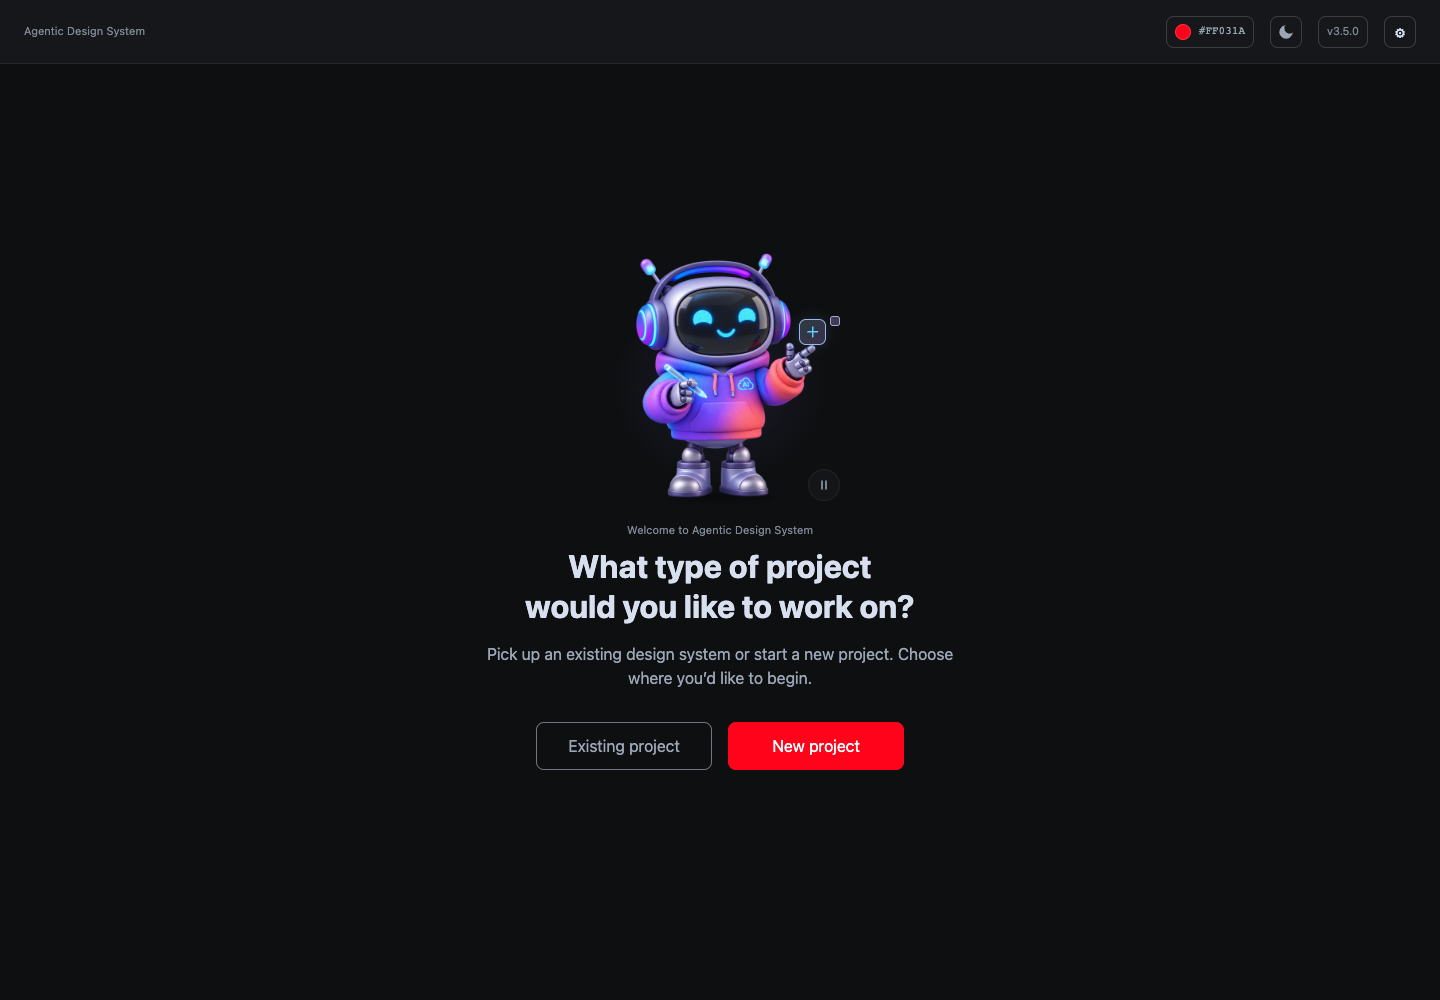 Agentic Design System
#FF031A
v3.5.0
AI
Welcome to Agentic Design System
What type of project
would you like to work on?
Pick up an existing design system or start a new project. Choose
where you’d like to begin.
Existing project
New project